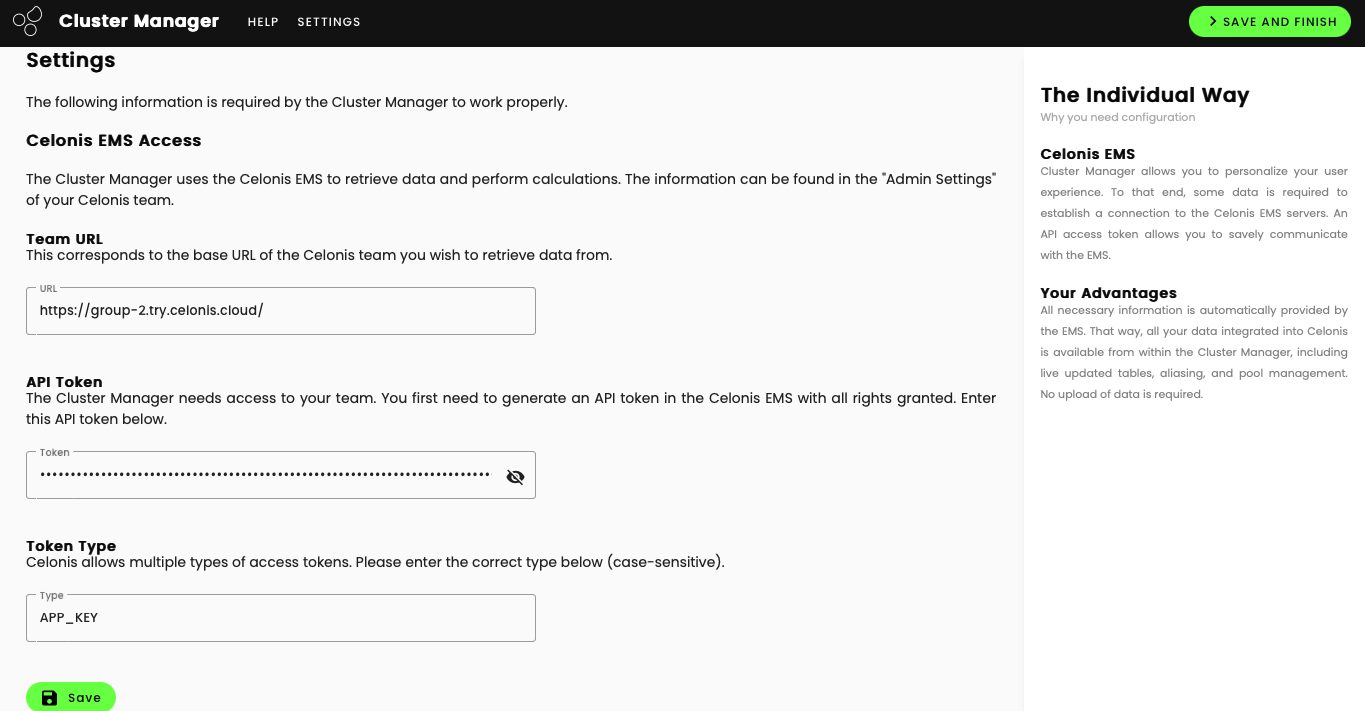 Cluster Manager
HELP
SETTINGS
SAVE AND FINISH
Settings
The following information is required by the Cluster Manager to work properly.
Celonis EMS Access
The Cluster Manager uses the Celonis EMS to retrieve data and perform calculations. The information can be found in the "Admin Settings"
of your Celonis team.
Team URL
This corresponds to the base URL of the Celonis team you wish to retrieve data from.
URL
https://group-2.try.celonis.cloud/
API Token
The Cluster Manager needs access to your team. You first need to generate an API token in the Celonis EMS with all rights granted. Enter
this API token below.
Token
Token Type
Celonis allows multiple types of access tokens. Please enter the correct type below (case-sensitive).
Type
APP_KEY
Save
The Individual Way
Why you need configuration
Celonis EMS
Cluster Manager allows you to personalize your user
experience. To that end, some data is required to
establish a connection to the Celonis EMS servers. An
API access token allows you to savely communicate
with the EMS.
Your Advantages
All necessary information is automatically provided by
the EMS. That way, all your data integrated into Celonis
is available from within the Cluster Manager, including
live updated tables, aliasing, and pool management.
No upload of data is required.